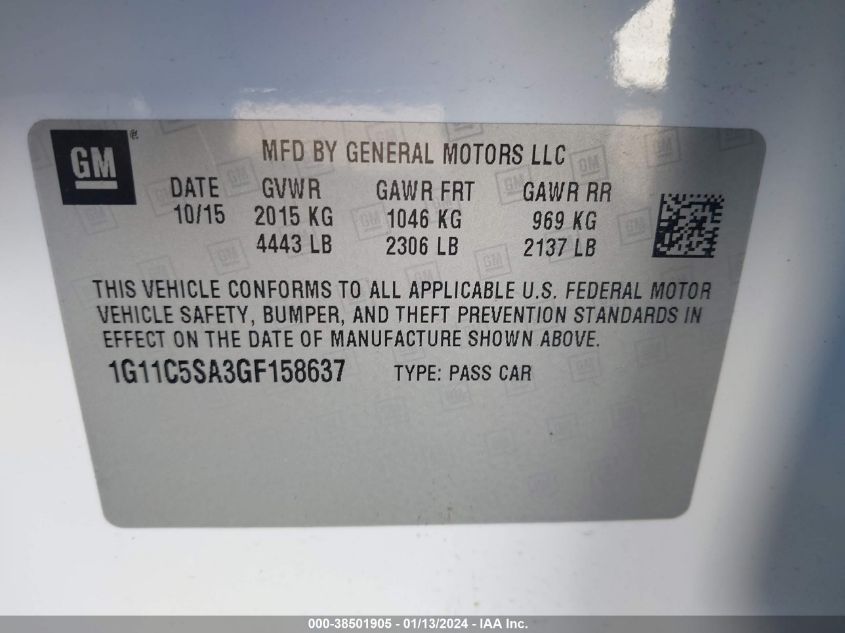 GM
MFD BY GENERAL MOTORS LLC
DATE GVWR GAWR FRT GAWR RR
10/15 2015 KG 1046 KG 969 KG
4443 LB 2306 LB 2137 LB
THIS VEHICLE CONFORMS TO ALL APPLICABLE U.S. FEDERAL MOTOR
VEHICLE SAFETY, BUMPER, AND THEFT PREVENTION STANDARDS IN
EFFECT ON THE DATE OF MANUFACTURE SHOWN ABOVE.
1G11C5SA3GF158637 TYPE: PASS CAR
000-38501905 - 01/13/2024 - IAA Inc.